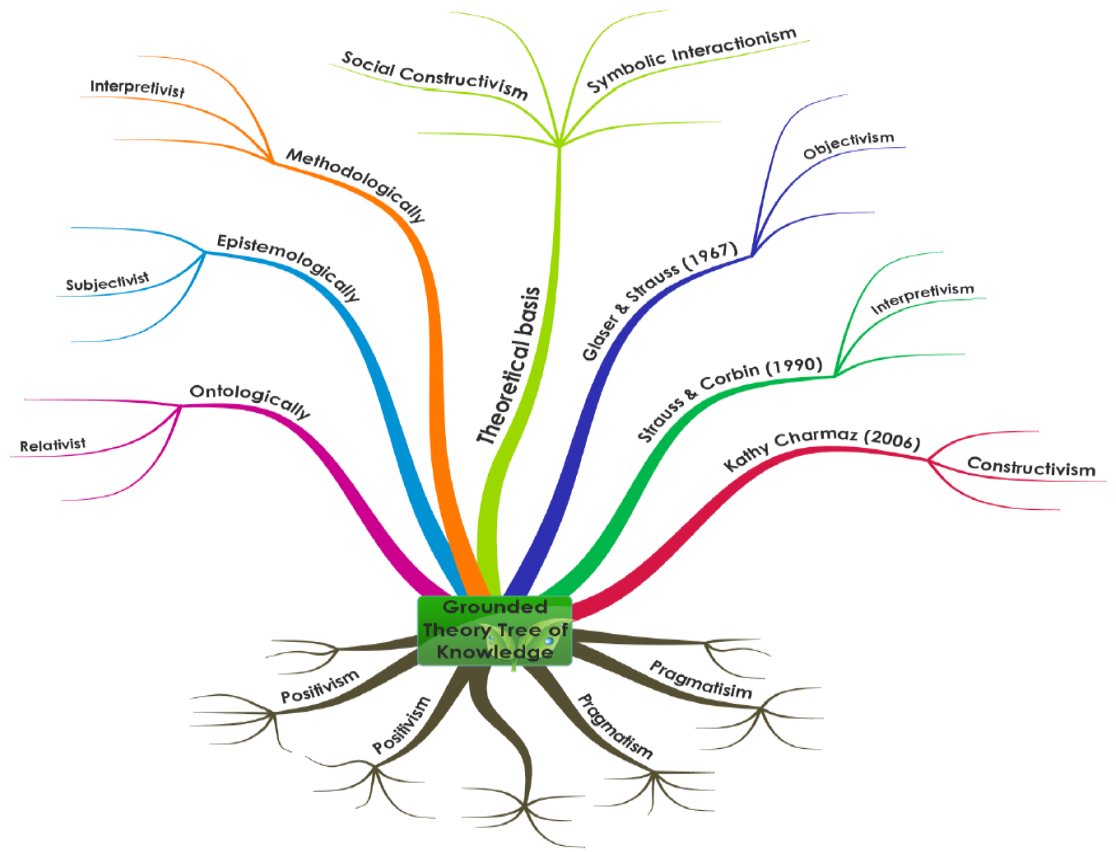 Social Constructivism
Symbolic Interactionism
Interpretivist
Methodologically
Objectivism
Epistemologically
Subjectivist
Glaser & Strauss (1967)
Interpretivism
Theoretical basis
Strauss & Corbin (1990)
Ontologically
Relativist
Kathy Charmaz (2006)
Constructivism
Grounded
Theory Tree of
Knowledge
Positivism
Positivism
Pragmatism
Pragmatisim